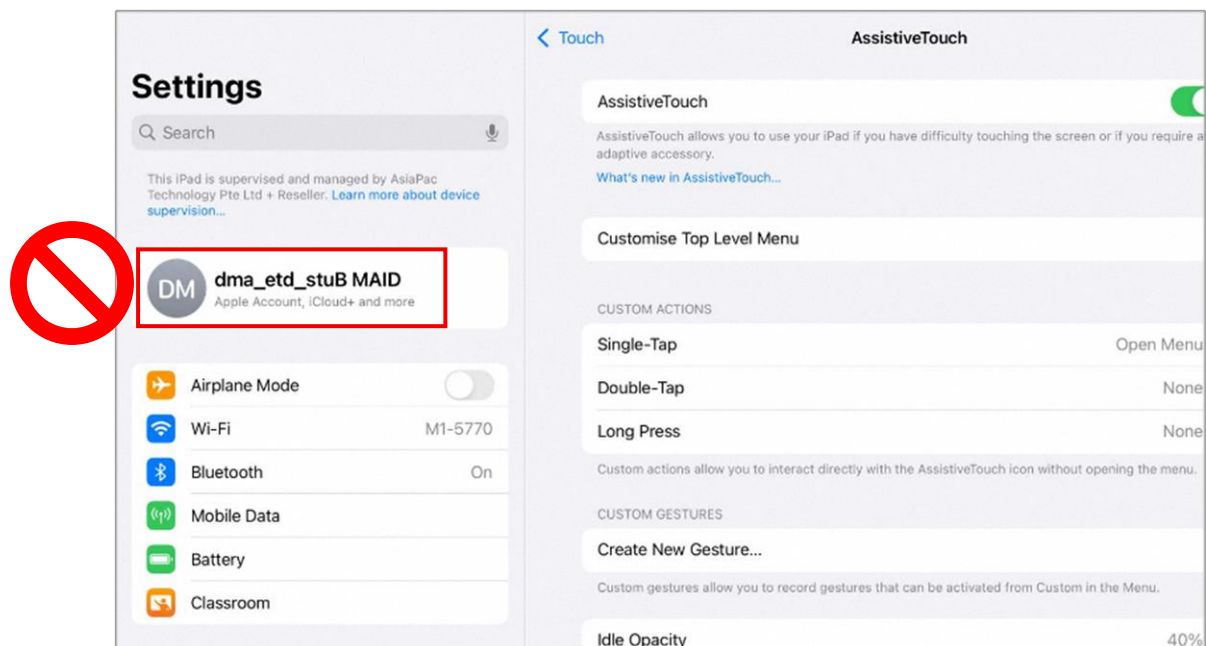 Settings
Search
This iPad is supervised and managed by AsiaPac
Technology Pte Ltd + Reseller. Learn more about device
supervision...
DM
dma_etd_stuB MAID
Apple Account, iCloud+ and more
Airplane Mode
Wi-Fi M1-5770
Bluetooth On
Mobile Data
Battery
Classroom
Touch AssistiveTouch
AssistiveTouch
AssistiveTouch allows you to use your iPad if you have difficulty touching the screen or if you require a
adaptive accessory.
What's new in AssistiveTouch...
Customise Top Level Menu
CUSTOM ACTIONS
Single-Tap Open Menu
Double-Tap None
Long Press None
Custom actions allow you to interact directly with the AssistiveTouch icon without opening the menu.
CUSTOM GESTURES
Create New Gesture...
Custom gestures allow you to record gestures that can be activated from Custom in the Menu.
Idle Opacity 40%